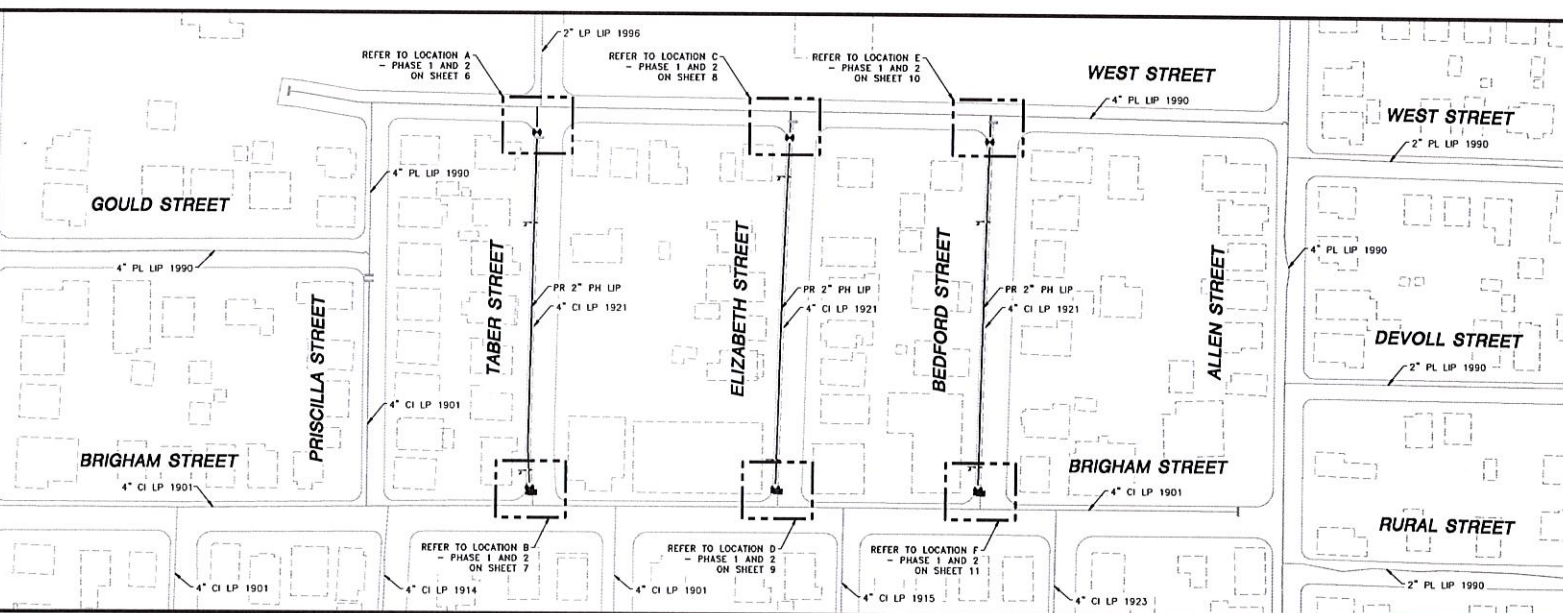 2" LP LIP 1996
REFER TO LOCATION A
- PHASE 1 AND 2
ON SHEET 6
REFER TO LOCATION C
- PHASE 1 AND 2
ON SHEET 8
REFER TO LOCATION E
- PHASE 1 AND 2
ON SHEET 10
WEST STREET
4" PL LIP 1990
WEST STREET
2" PL LIP 1990
4" PL LIP 1990
GOULD STREET
4" PL LIP 1990
PRISCILLA STREET
TABER STREET
PR 2" PH LIP
4" CI LP 1921
ELIZABETH STREET
PR 2" PH LIP
4" CI LP 1921
BEDFORD STREET
PR 2" PH LIP
4" CI LP 1921
ALLEN STREET
4" PL LIP 1990
DEVOLL STREET
2" PL LIP 1990
4" CI LP 1901
BRIGHAM STREET
4" CI LP 1901
BRIGHAM STREET
4" CI LP 1901
RURAL STREET
2" PL LIP 1990
REFER TO LOCATION B
- PHASE 1 AND 2
ON SHEET 7
REFER TO LOCATION D
- PHASE 1 AND 2
ON SHEET 9
REFER TO LOCATION F
- PHASE 1 AND 2
ON SHEET 11
4" CI LP 1901
4" CI LP 1914
4" CI LP 1901
4" CI LP 1915
4" CI LP 1923